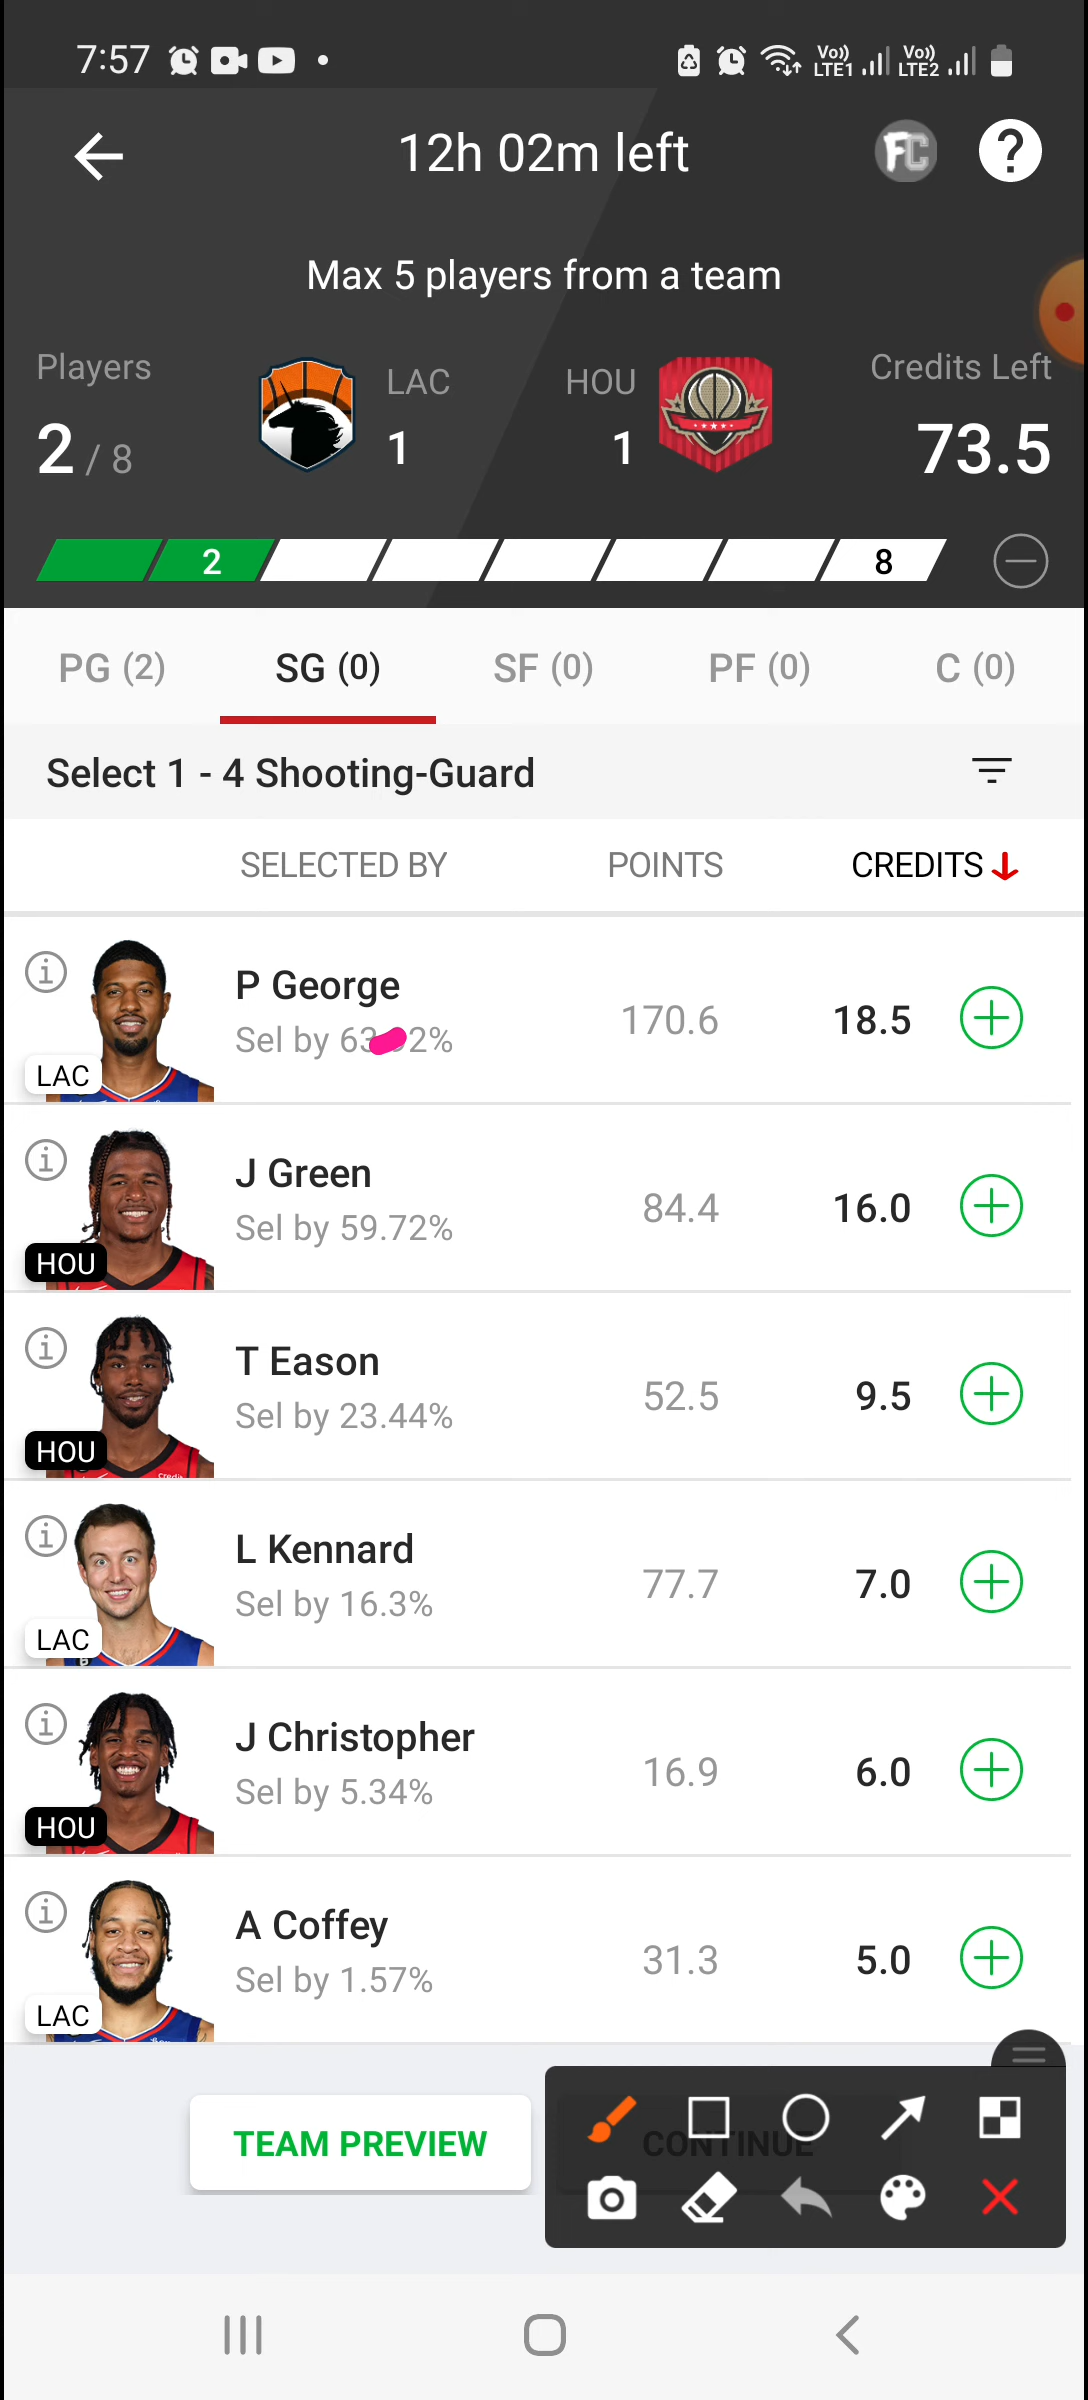 7:57
Vo)) LTE1 Vo)) LTE2
12h 02m left
FC ?
Max 5 players from a team
Players LAC HOU Credits Left
2 / 8 1 1 73.5
2 8
PG (2) SG (0) SF (0) PF (0) C (0)
Select 1 - 4 Shooting-Guard
SELECTED BY POINTS CREDITS
P George
Sel by 170.6 18.5
LAC
J Green
Sel by 59.72% 84.4 16.0
HOU
T Eason
Sel by 23.44% 52.5 9.5
HOU
L Kennard
Sel by 16.3% 77.7 7.0
LAC
J Christopher
Sel by 5.34% 16.9 6.0
HOU
A Coffey
Sel by 1.57% 31.3 5.0
LAC
TEAM PREVIEW CONTINUE